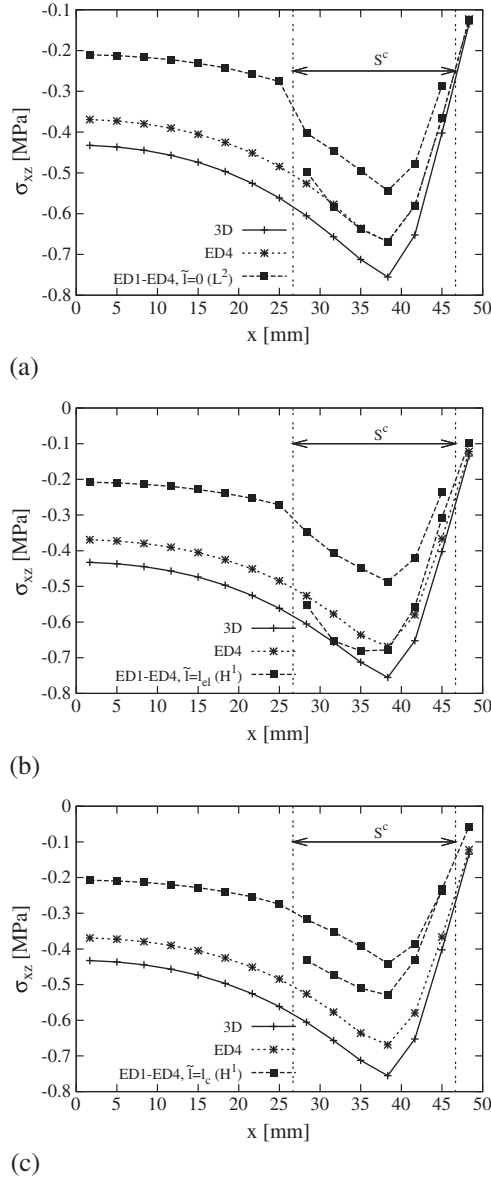 -0.1
-0.2
-0.3
-0.4
-0.5
-0.6
-0.7
-0.8
σxz [MPa]
S^c
3D
ED4
ED1-ED4, l̃=0 (L²)
0 5 10 15 20 25 30 35 40 45 50
x [mm]
(a)
0
-0.1
-0.2
-0.3
-0.4
-0.5
-0.6
-0.7
-0.8
σxz [MPa]
S^c
3D
ED4
ED1-ED4, l̃=l_el (H¹)
0 5 10 15 20 25 30 35 40 45 50
x [mm]
(b)
0
-0.1
-0.2
-0.3
-0.4
-0.5
-0.6
-0.7
-0.8
σxz [MPa]
S^c
3D
ED4
ED1-ED4, l̃=l_c (H¹)
0 5 10 15 20 25 30 35 40 45 50
x [mm]
(c)